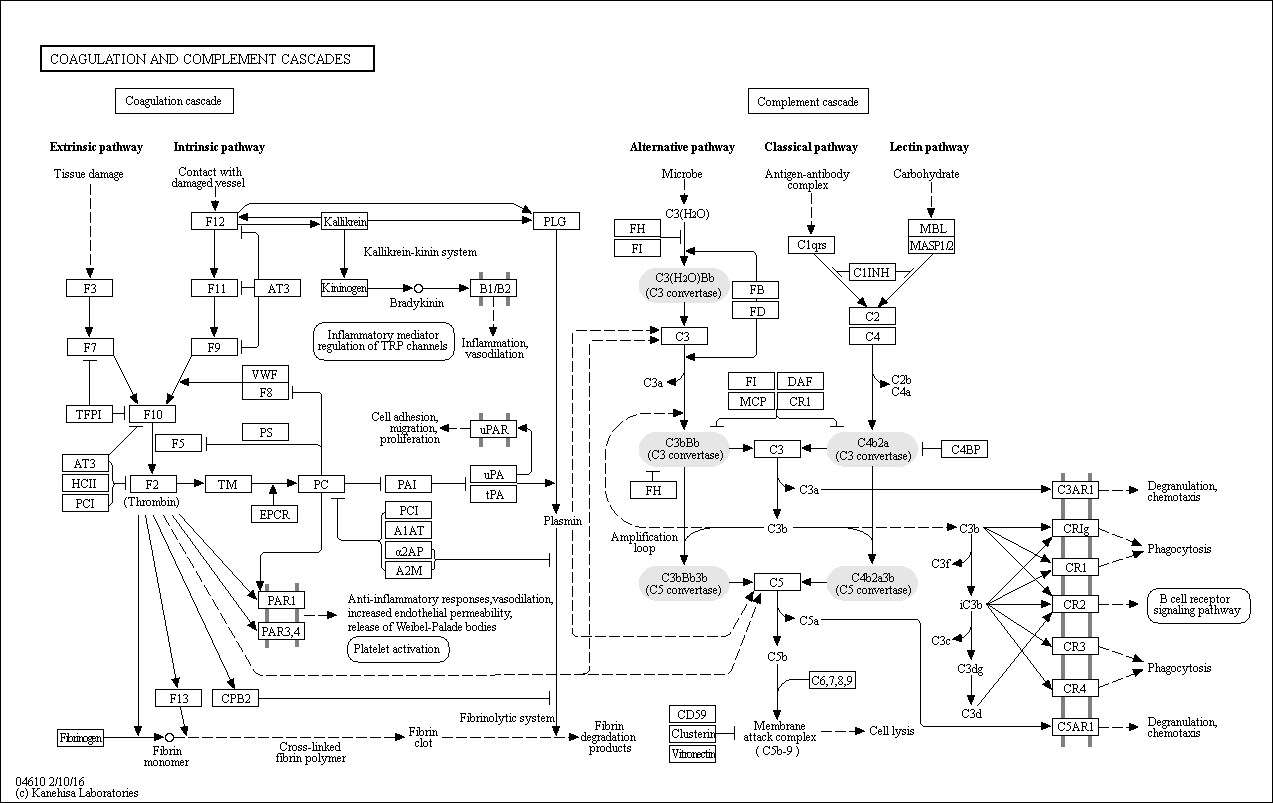 COAGULATION AND COMPLEMENT CASCADES
Coagulation cascade
Complement cascade
Extrinsic pathway
Intrinsic pathway
Alternative pathway
Classical pathway
Lectin pathway
Tissue damage
Contact with
damaged vessel
Microbe
Antigen-antibody
complex
Carbohydrate
F12
Kallikrein
PLG
C3(H2O)
FH
FI
C1qrs
MBL
MASP1/2
Kallikrein-kinin system
C1INH
F3
F11
AT3
Kininogen
Bradykinin
B1/B2
C3(H2O)Bb
(C3 convertase)
FB
FD
C2
C4
Inflammatory mediator
regulation of TRP channels
Inflammation,
vasodilation
F7
F9
C3
VWF
F8
C3a
FI
DAF
MCP
CR1
C2b
C4a
TFPI
F10
F5
PS
Cell adhesion,
migration,
proliferation
uPAR
C3bBb
(C3 convertase)
C3
C4b2a
(C3 convertase)
C4BP
AT3
HCII
PCI
F2
(Thrombin)
TM
EPCR
PC
PAI
uPA
tPA
FH
C3a
C3AR1
Degranulation,
chemotaxis
PCI
A1AT
α2AP
A2M
Plasmin
Amplification
loop
C3b
C3b
CRIg
Phagocytosis
C3f
CR1
C3bBb3b
(C5 convertase)
C5
C4b2a3b
(C5 convertase)
PAR1
PAR3,4
Anti-inflammatory responses,vasodilation,
increased endothelial permeability,
release of Weibel-Palade bodies
Platelet activation
iC3b
CR2
B cell receptor
signaling pathway
C5a
C3c
CR3
C5b
C3dg
Phagocytosis
C6,7,8,9
CR4
F13
CPB2
C3d
Fibrinolytic system
CD59
Clusterin
Vitronectin
Membrane
attack complex
( C5b-9 )
Cell lysis
C5AR1
Degranulation,
chemotaxis
Fibrinogen
Fibrin
monomer
Cross-linked
fibrin polymer
Fibrin
clot
Fibrin
degradation
products
04610 2/10/16
(c) Kanehisa Laboratories